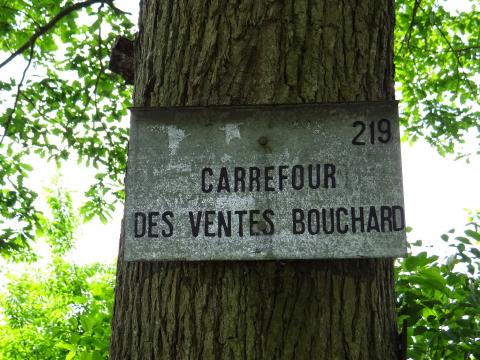 219
CARREFOUR
DES VENTES BOUCHARD